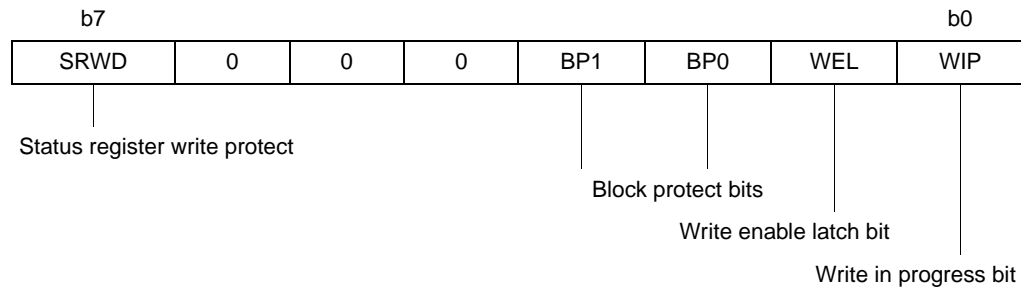 b7 b0
SRWD 0 0 0 BP1 BP0 WEL WIP
Status register write protect
Block protect bits
Write enable latch bit
Write in progress bit